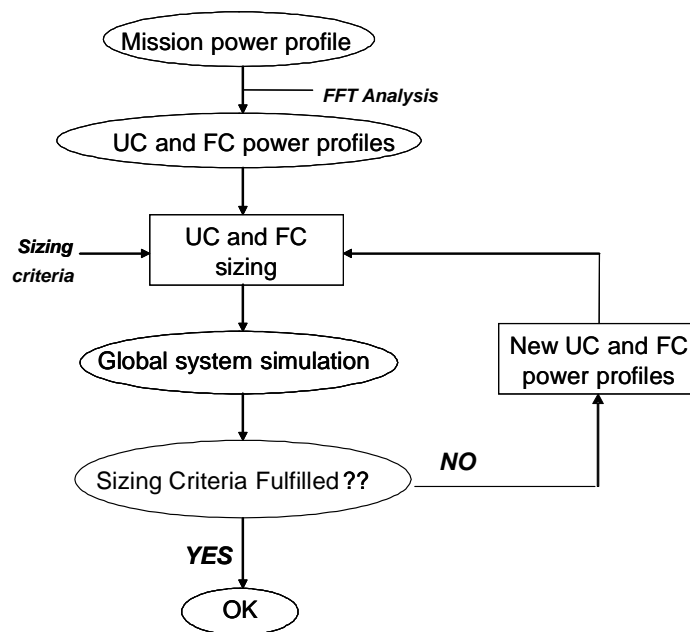 Mission power profile
FFT Analysis
UC and FC power profiles
Sizing
criteria
UC and FC
sizing
Global system simulation
New UC and FC
power profiles
Sizing Criteria Fulfilled ??
NO
YES
OK